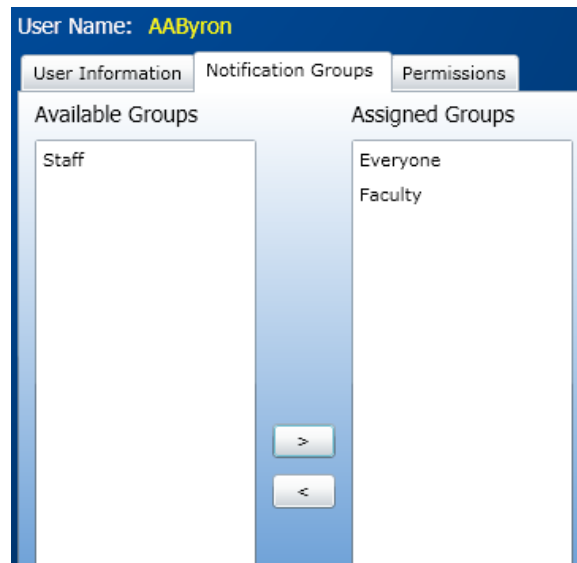 User Name: AAByron
User Information Notification Groups Permissions
Available Groups Assigned Groups
Staff
Everyone
Faculty
>
<